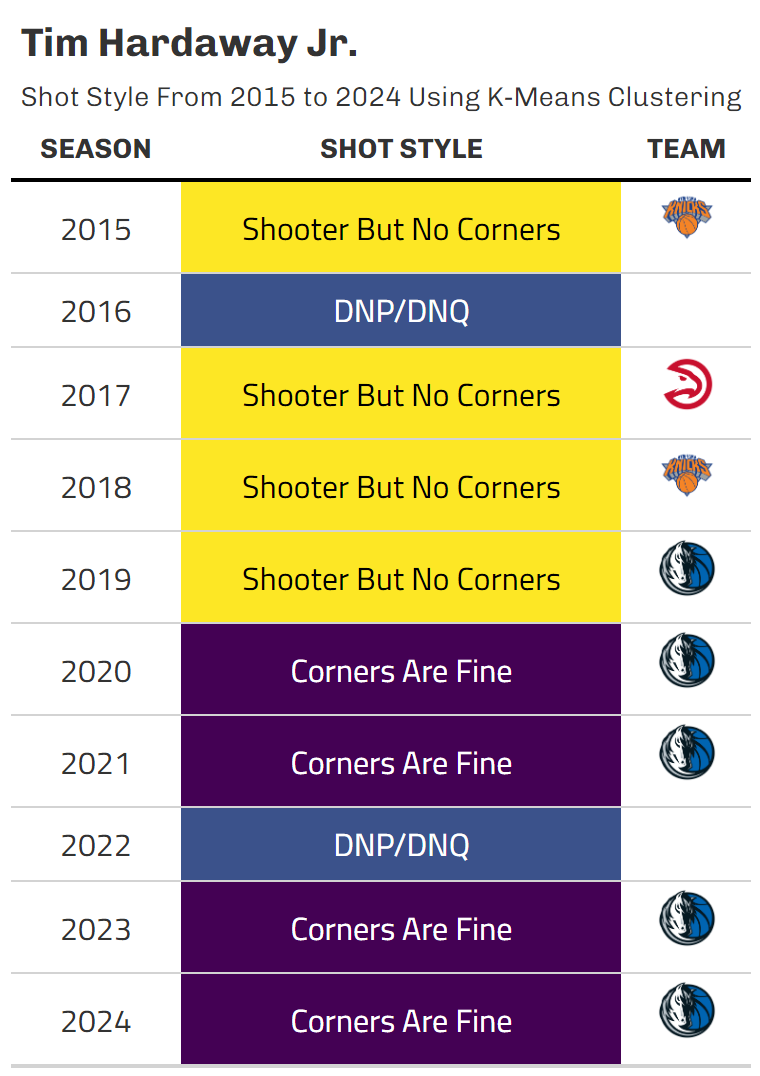 Tim Hardaway Jr.
Shot Style From 2015 to 2024 Using K-Means Clustering
SEASON SHOT STYLE TEAM
2015 Shooter But No Corners KNICKS
2016 DNP/DNQ
2017 Shooter But No Corners
2018 Shooter But No Corners KNICKS
2019 Shooter But No Corners
2020 Corners Are Fine
2021 Corners Are Fine
2022 DNP/DNQ
2023 Corners Are Fine
2024 Corners Are Fine